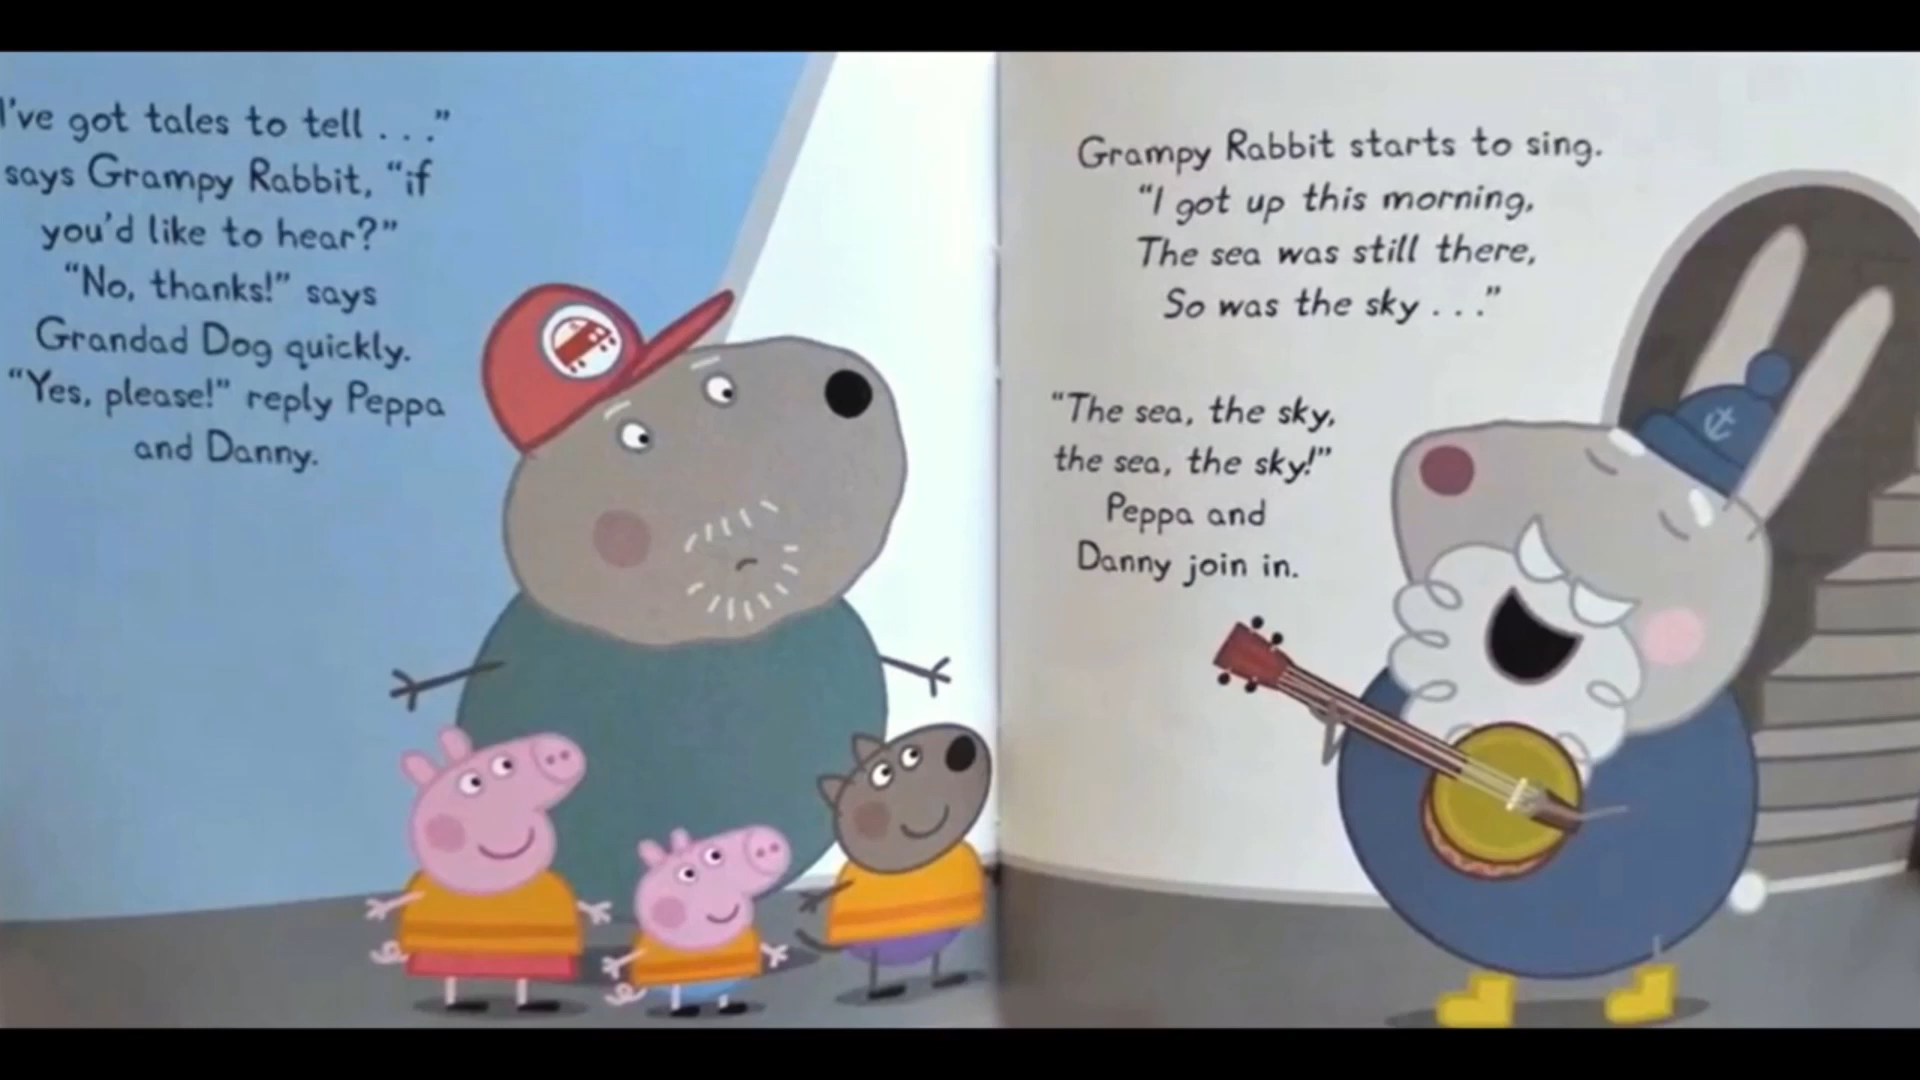 I've got tales to tell . . ."
says Grampy Rabbit, "if
you'd like to hear?"
"No, thanks!" says
Grandad Dog quickly.
"Yes, please!" reply Peppa
and Danny.
Grampy Rabbit starts to sing.
"I got up this morning,
The sea was still there,
So was the sky . . ."
"The sea, the sky,
the sea, the sky!"
Peppa and
Danny join in.